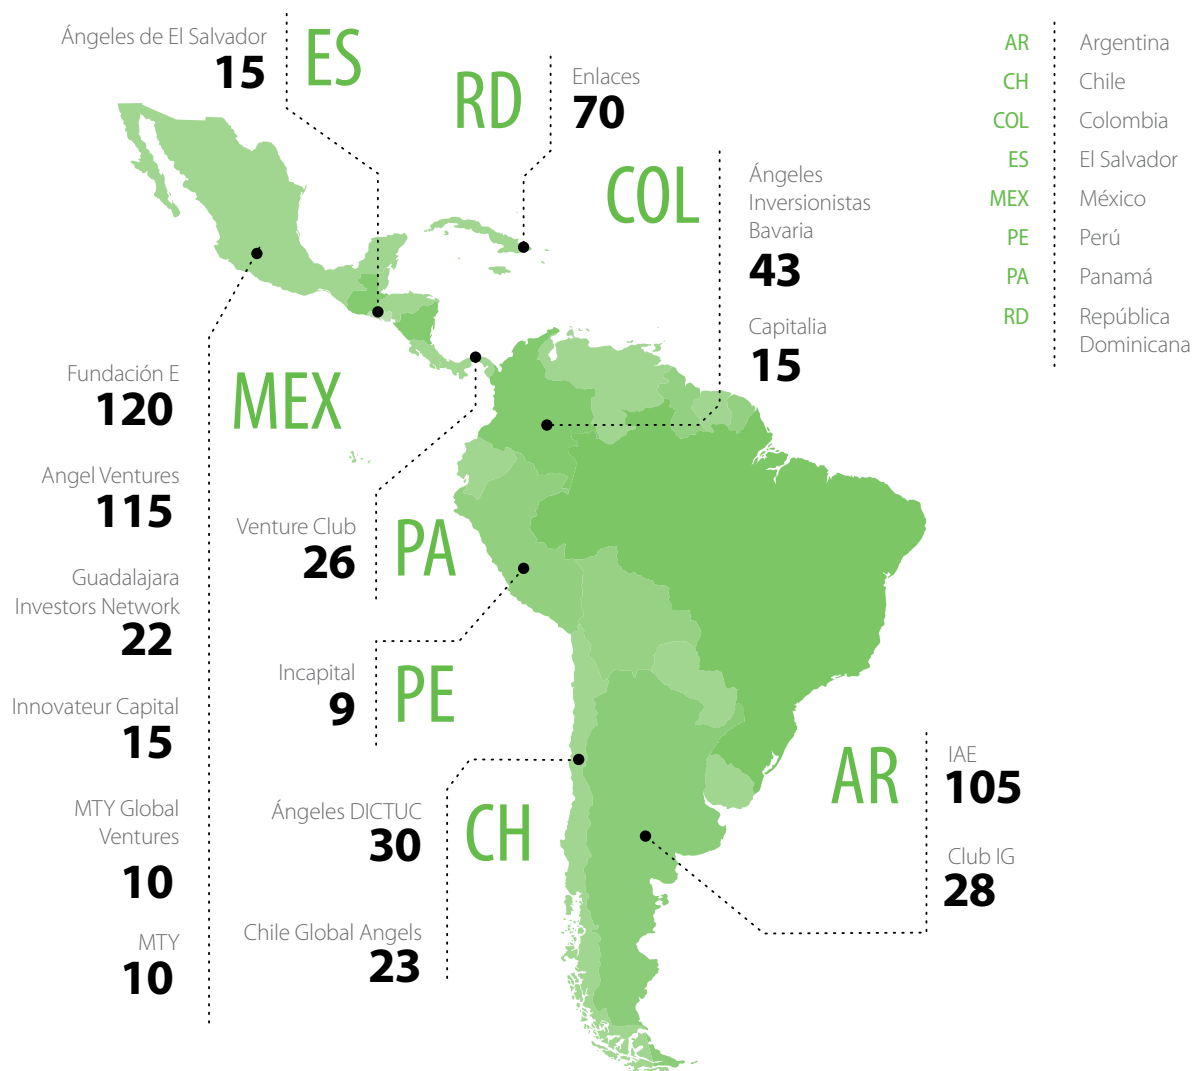 Ángeles de El Salvador
15
ES
RD
Enlaces
70
COL
Ángeles
Inversionistas
Bavaria
43
Capitalia
15
AR Argentina
CH Chile
COL Colombia
ES El Salvador
MEX México
PE Perú
PA Panamá
RD República
Dominicana
MEX
Fundación E
120
Angel Ventures
115
Guadalajara
Investors Network
22
Innovateur Capital
15
MTY Global
Ventures
10
MTY
10
Venture Club
26
PA
Incapital
9
PE
Ángeles DICTUC
30
CH
Chile Global Angels
23
AR
IAE
105
Club IG
28